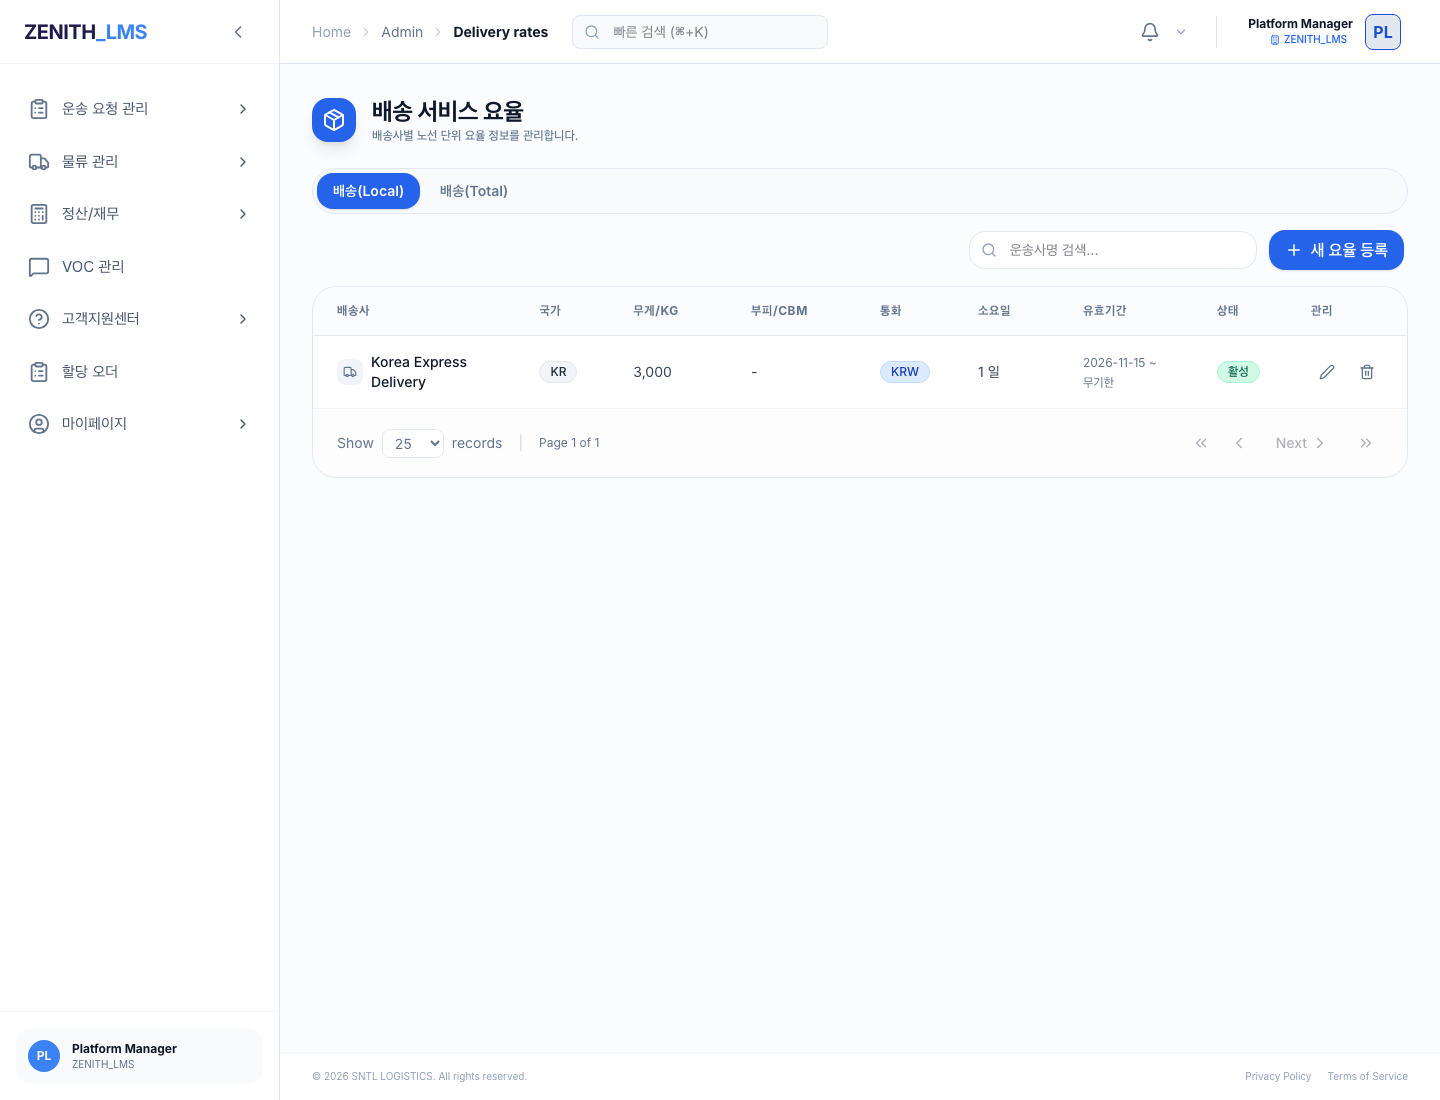 ZENITH_LMS
운송 요청 관리
물류 관리
정산/재무
VOC 관리
고객지원센터
할당 오더
마이페이지
PL
Platform Manager
ZENITH_LMS
Home
Admin
Delivery rates
빠른 검색 (⌘+K)
Platform Manager
ZENITH_LMS
PL
배송 서비스 요율
배송사별 노선 단위 요율 정보를 관리합니다.
배송(Local)
배송(Total)
운송사명 검색...
새 요율 등록
배송사 국가 무게/KG 부피/CBM 통화 소요일 유효기간 상태 관리
Korea Express Delivery KR 3,000 - KRW 1 일 2026-11-15 ~ 무기한 활성
Show 25 records | Page 1 of 1
Next
© 2026 SNTL LOGISTICS. All rights reserved.
Privacy Policy
Terms of Service